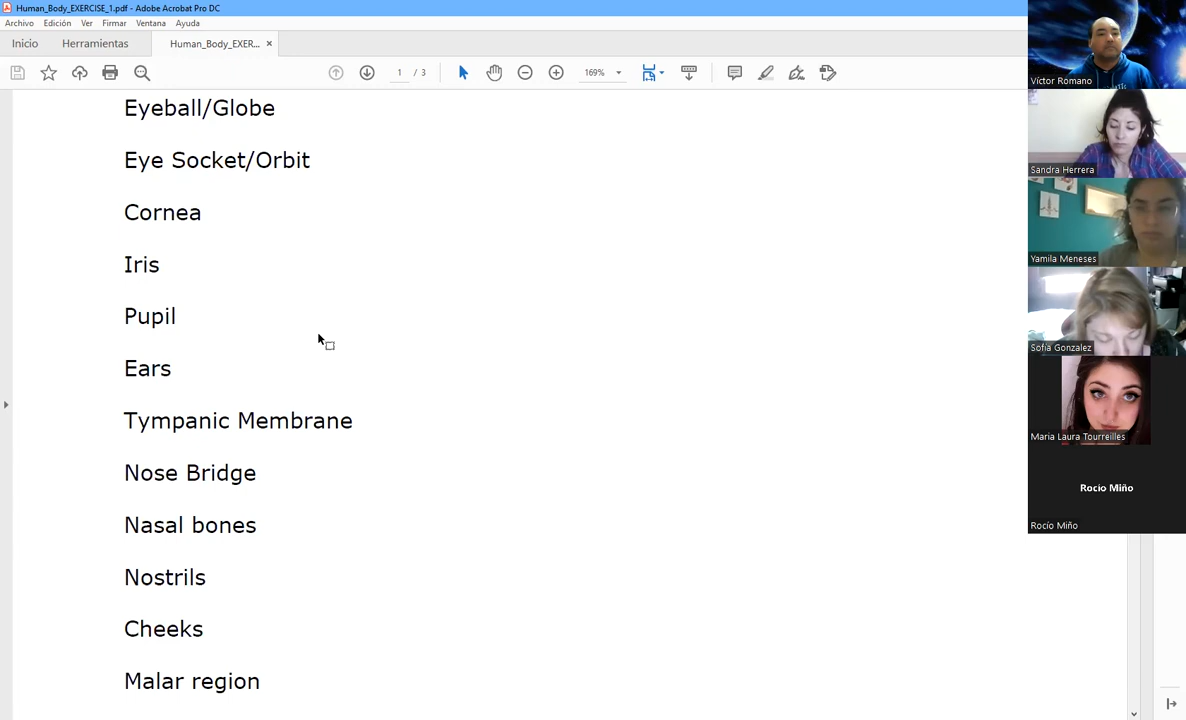 Human_Body_EXERCISE_1.pdf - Adobe Acrobat Pro DC
Archivo Edición Ver Firmar Ventana Ayuda
Inicio Herramientas Human_Body_EXER... ×
1 / 3 169%
Eyeball/Globe
Eye Socket/Orbit
Cornea
Iris
Pupil
Ears
Tympanic Membrane
Nose Bridge
Nasal bones
Nostrils
Cheeks
Malar region
Víctor Romano
Sandra Herrera
Yamila Meneses
Sofía Gonzalez
Maria Laura Tourreilles
Rocío Miño
Rocío Miño